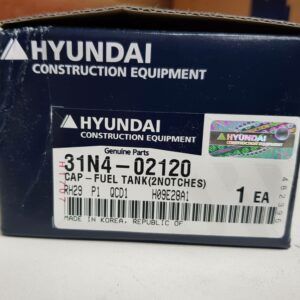 HYUNDAI
CONSTRUCTION EQUIPMENT
HYUNDAI
CONSTRUCTION EQUIPMENT
Genuine Parts
31N4-02120
CAP-FUEL TANK(2NOTCHES)
RH29 P1 QCD1 H09E28A1
1 EA
MADE IN KOREA, REPUBLIC OF